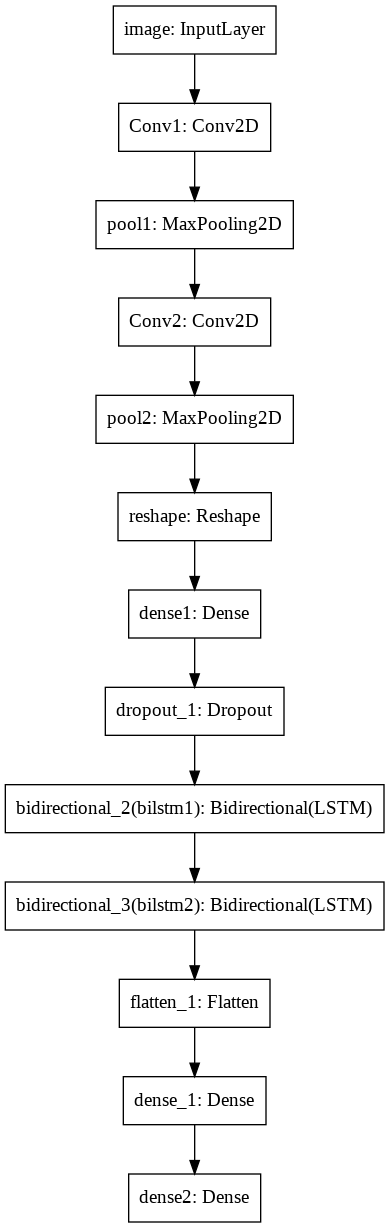 image: InputLayer
Conv1: Conv2D
pool1: MaxPooling2D
Conv2: Conv2D
pool2: MaxPooling2D
reshape: Reshape
dense1: Dense
dropout_1: Dropout
bidirectional_2(bilstm1): Bidirectional(LSTM)
bidirectional_3(bilstm2): Bidirectional(LSTM)
flatten_1: Flatten
dense_1: Dense
dense2: Dense